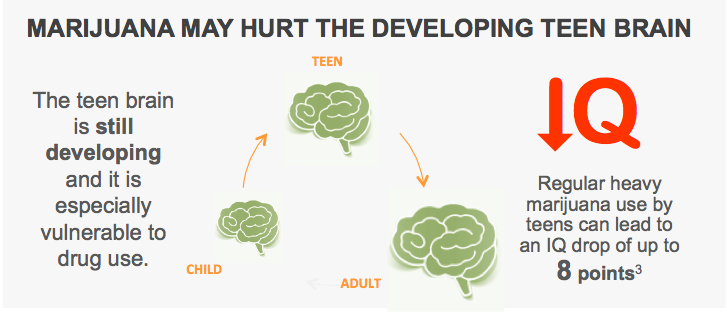 MARIJUANA MAY HURT THE DEVELOPING TEEN BRAIN
The teen brain
is still
developing
and it is
especially
vulnerable to
drug use.
TEEN
CHILD
ADULT
IQ
Regular heavy
marijuana use by
teens can lead to
an IQ drop of up to
8 points³